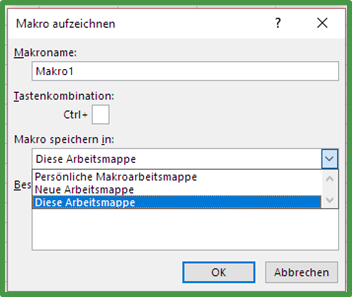 Makro aufzeichnen ? ×
Makroname:
Makro1
Tastenkombination:
Ctrl+
Makro speichern in:
Diese Arbeitsmappe
Persönliche Makroarbeitsmappe
Bes
Neue Arbeitsmappe
Diese Arbeitsmappe
OK Abbrechen